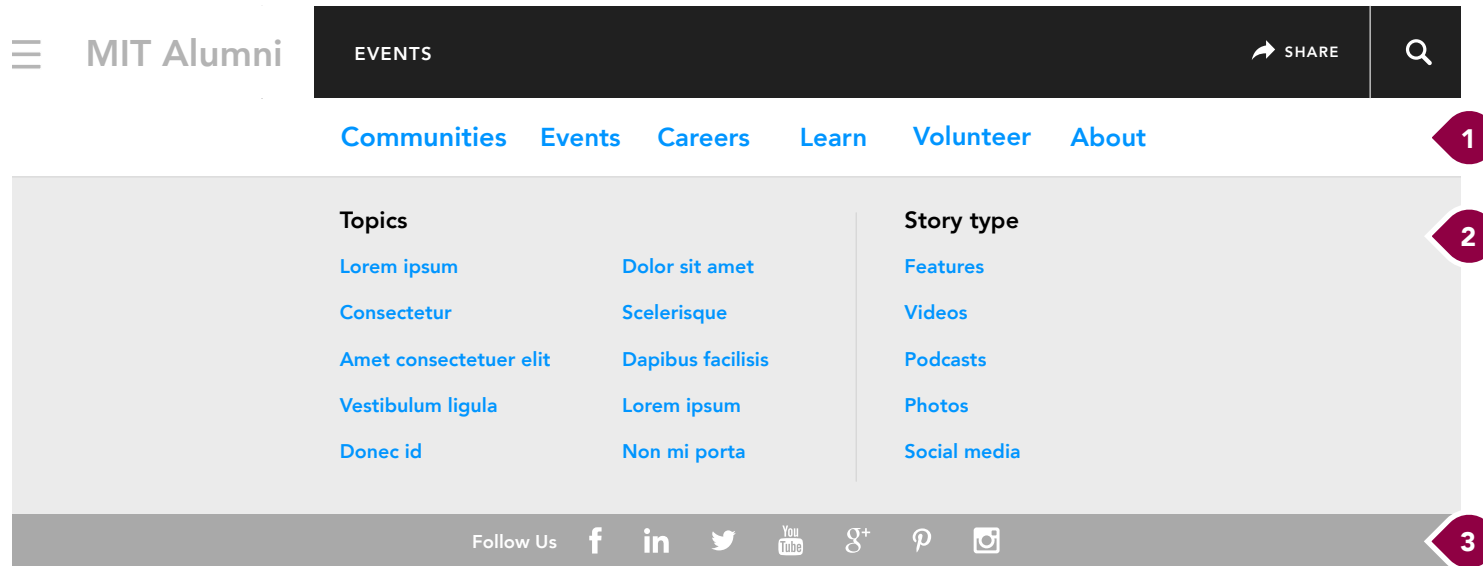 MIT Alumni
EVENTS
SHARE
Communities Events Careers Learn Volunteer About
1
Topics
Lorem ipsum Dolor sit amet
Consectetur Scelerisque
Amet consectetuer elit Dapibus facilisis
Vestibulum ligula Lorem ipsum
Donec id Non mi porta
Story type
Features
Videos
Podcasts
Photos
Social media
2
Follow Us f in You Tube g+
3